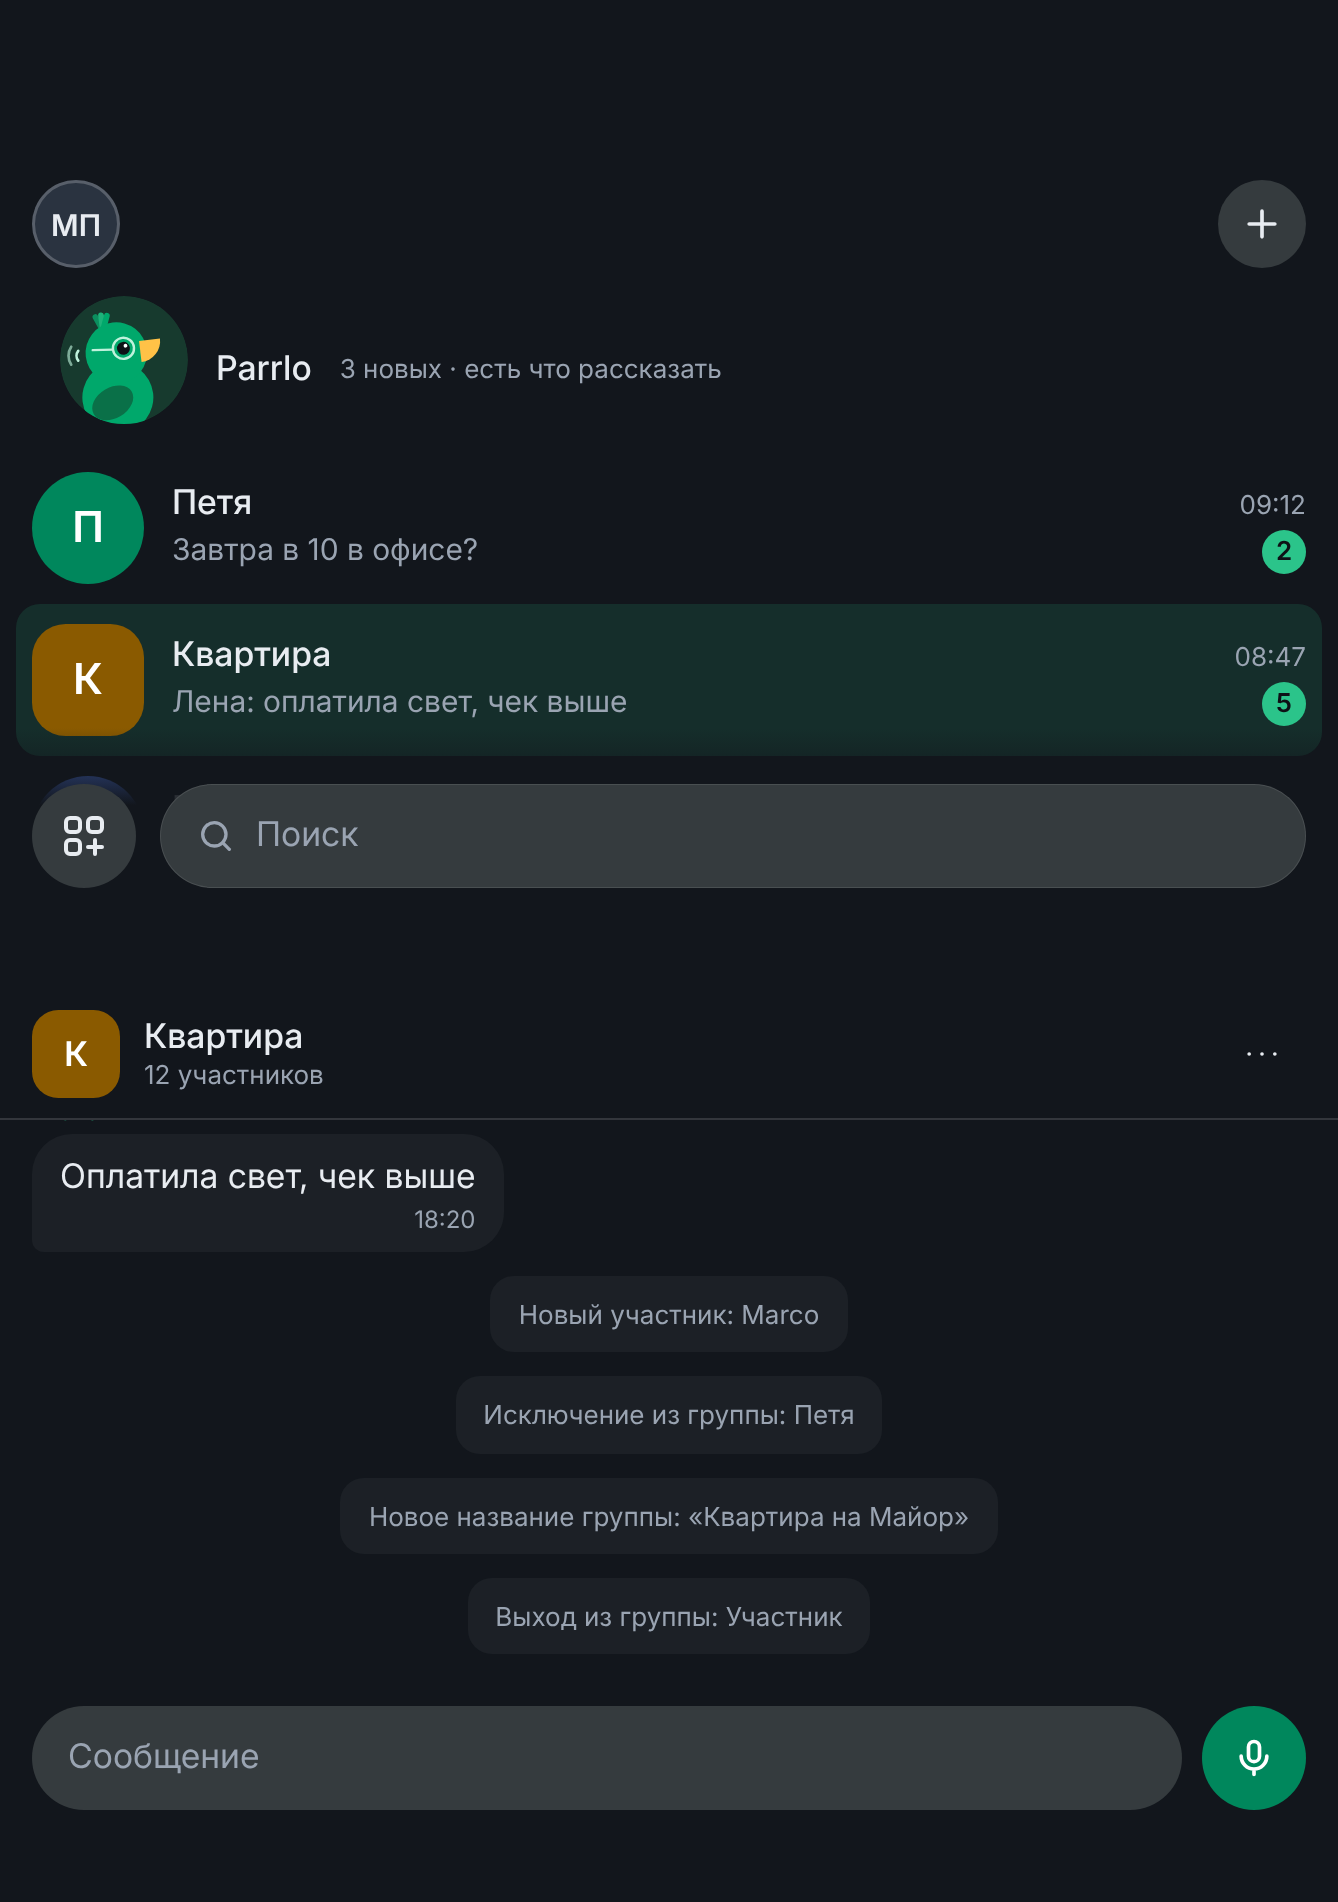 МП
Parrlo 3 новых · есть что рассказать
П
Петя
09:12
Завтра в 10 в офисе?
2
К
Квартира
08:47
Лена: оплатила свет, чек выше
5
Поиск
К
Квартира
12 участников
Оплатила свет, чек выше
18:20
Новый участник: Marco
Исключение из группы: Петя
Новое название группы: «Квартира на Майор»
Выход из группы: Участник
Сообщение